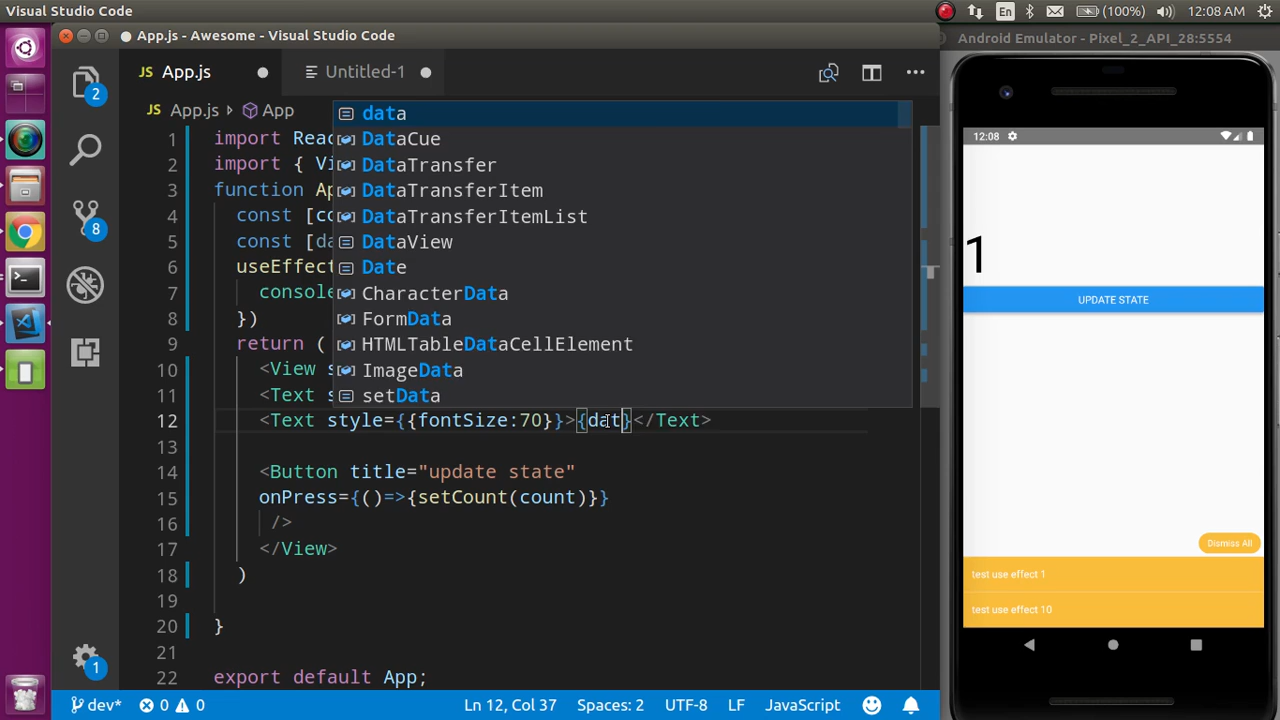 Visual Studio Code
En
(100%)
12:08 AM
App.js - Awesome - Visual Studio Code
Android Emulator - Pixel_2_API_28:5554
JS App.js
Untitled-1
JS App.js > App
2
8
1
1 import Reac
2 import { Vi
3 function Ap
4 const [co
5 const [da
6 useEffect
7 console
8 })
9 return (
10 <View s
11 <Text s
12 <Text style={{fontSize:70}}>{dat}</Text>
13
14 <Button title="update state"
15 onPress={()=>{setCount(count)}}
16 />
17 </View>
18 )
19
20 }
21
22 export default App;
data
DataCue
DataTransfer
DataTransferItem
DataTransferItemList
DataView
Date
CharacterData
FormData
HTMLTableDataCellElement
ImageData
setData
dev*
0
0
Ln 12, Col 37
Spaces: 2
UTF-8
LF
JavaScript
12:08
1
UPDATE STATE
Dismiss All
test use effect 1
test use effect 10